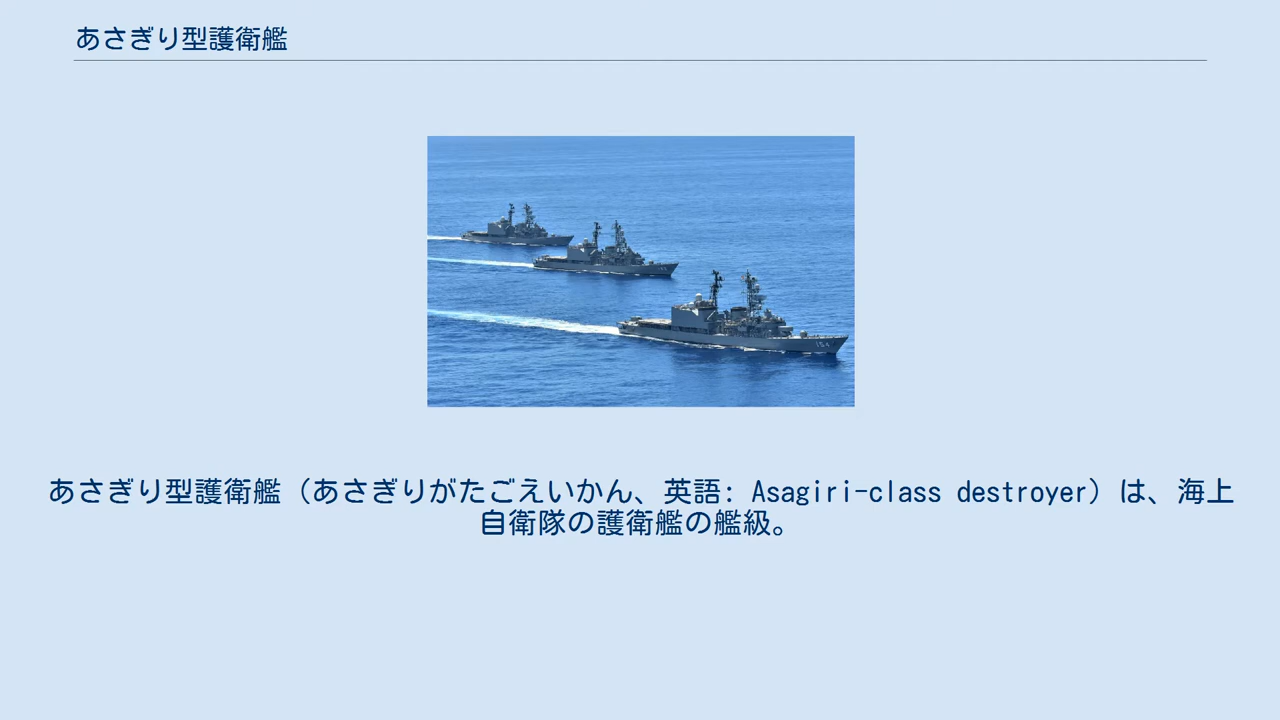 あさぎり型護衛艦
154
あさぎり型護衛艦（あさぎりがたごえいかん、英語: Asagiri-class destroyer）は、海上
自衛隊の護衛艦の艦級。